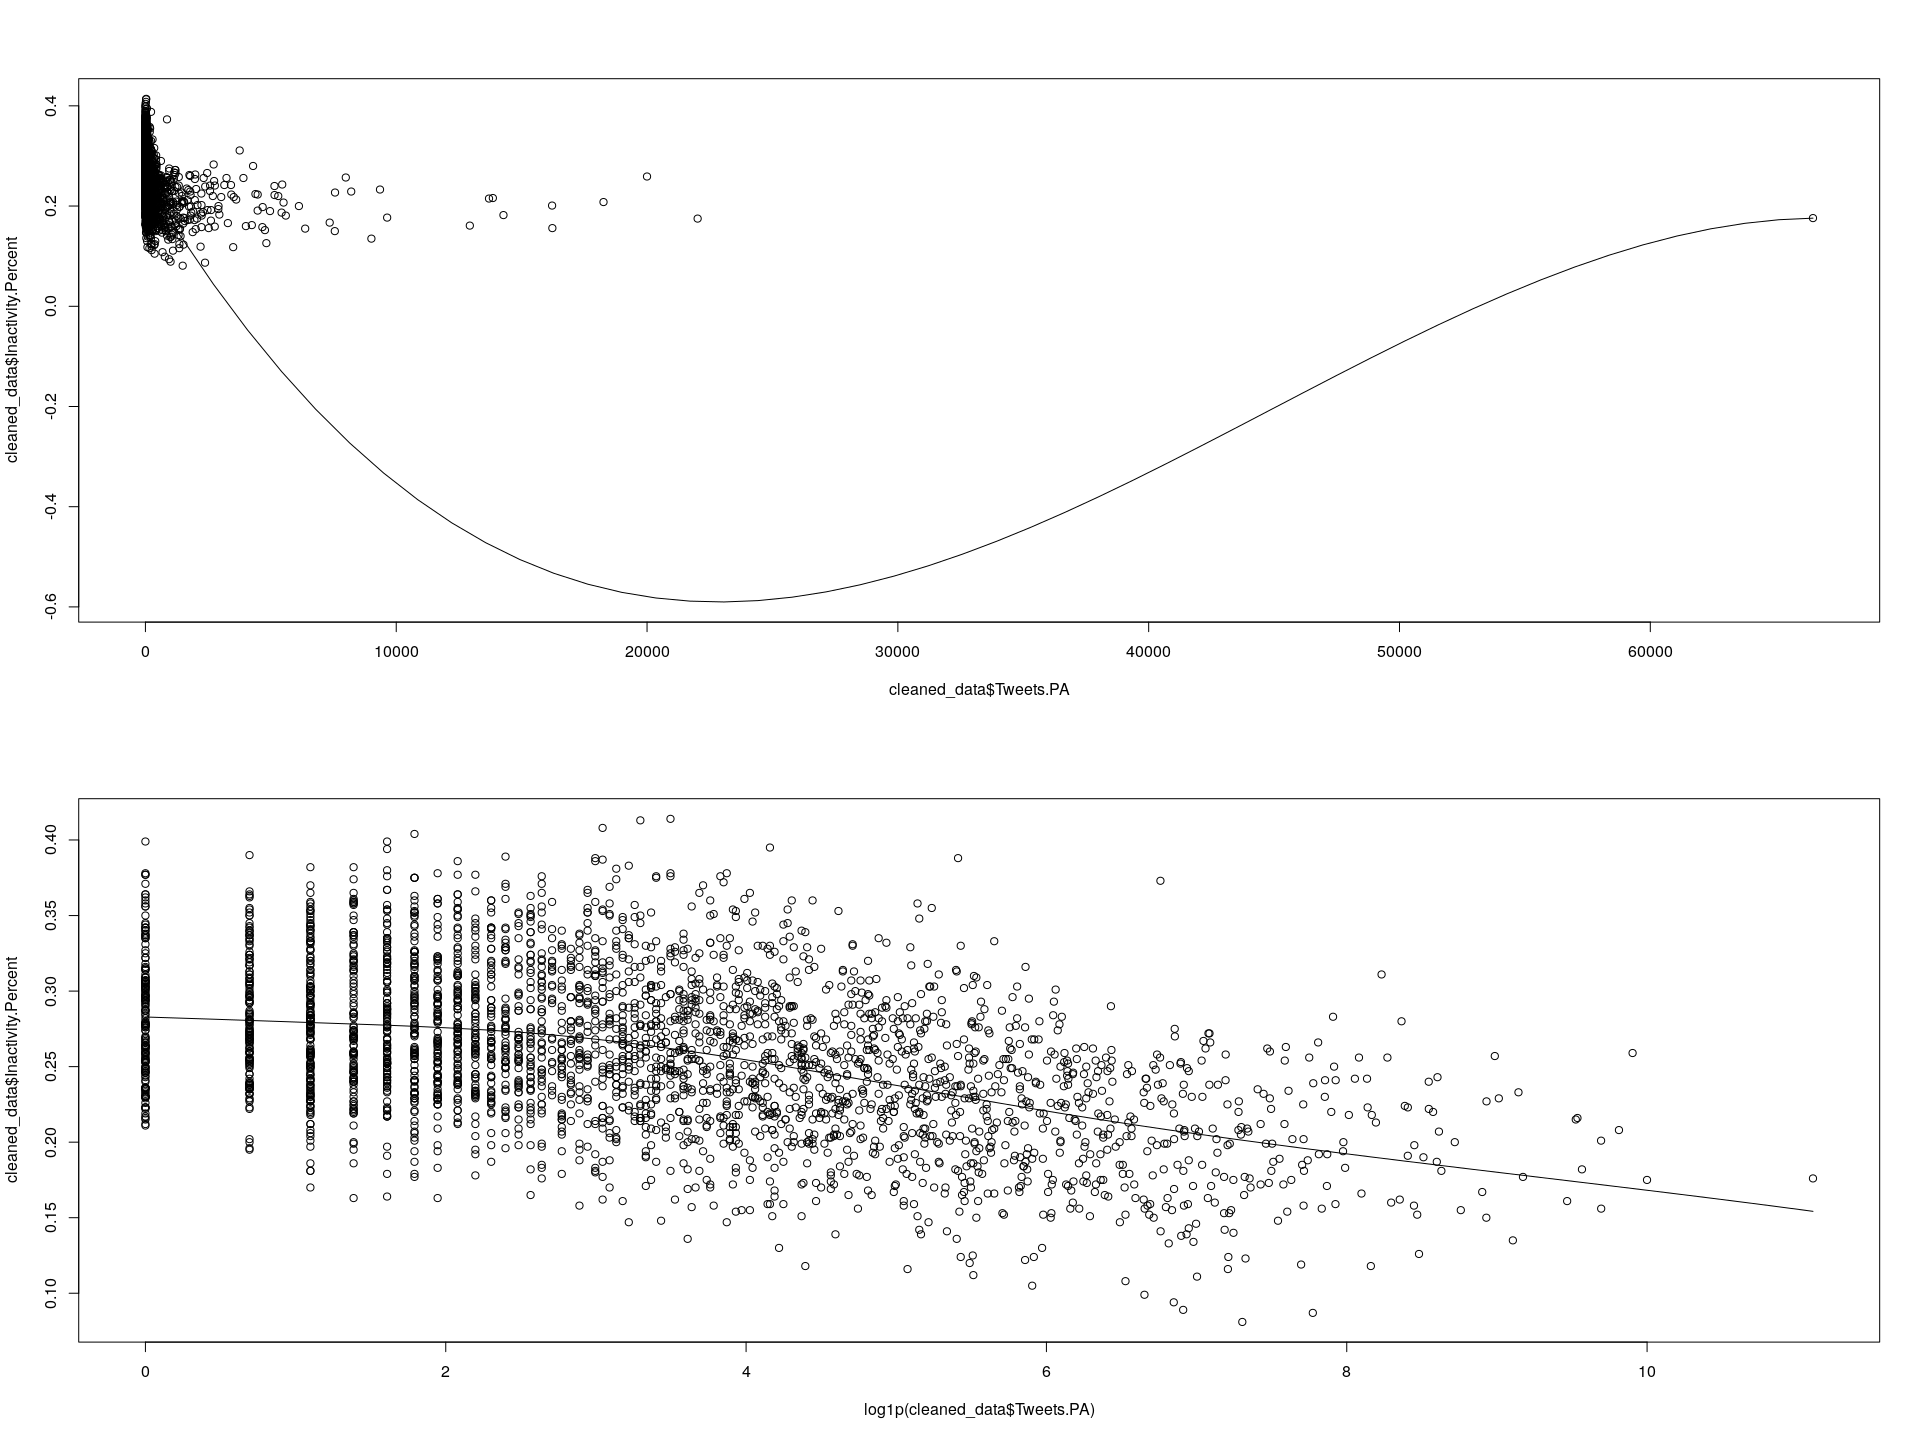 cleaned_data$Inactivity.Percent
0.4
0.2
0.0
-0.2
-0.4
-0.6
0 10000 20000 30000 40000 50000 60000
cleaned_data$Tweets.PA
cleaned_data$Inactivity.Percent
0.40
0.35
0.30
0.25
0.20
0.15
0.10
0 2 4 6 8 10
log1p(cleaned_data$Tweets.PA)